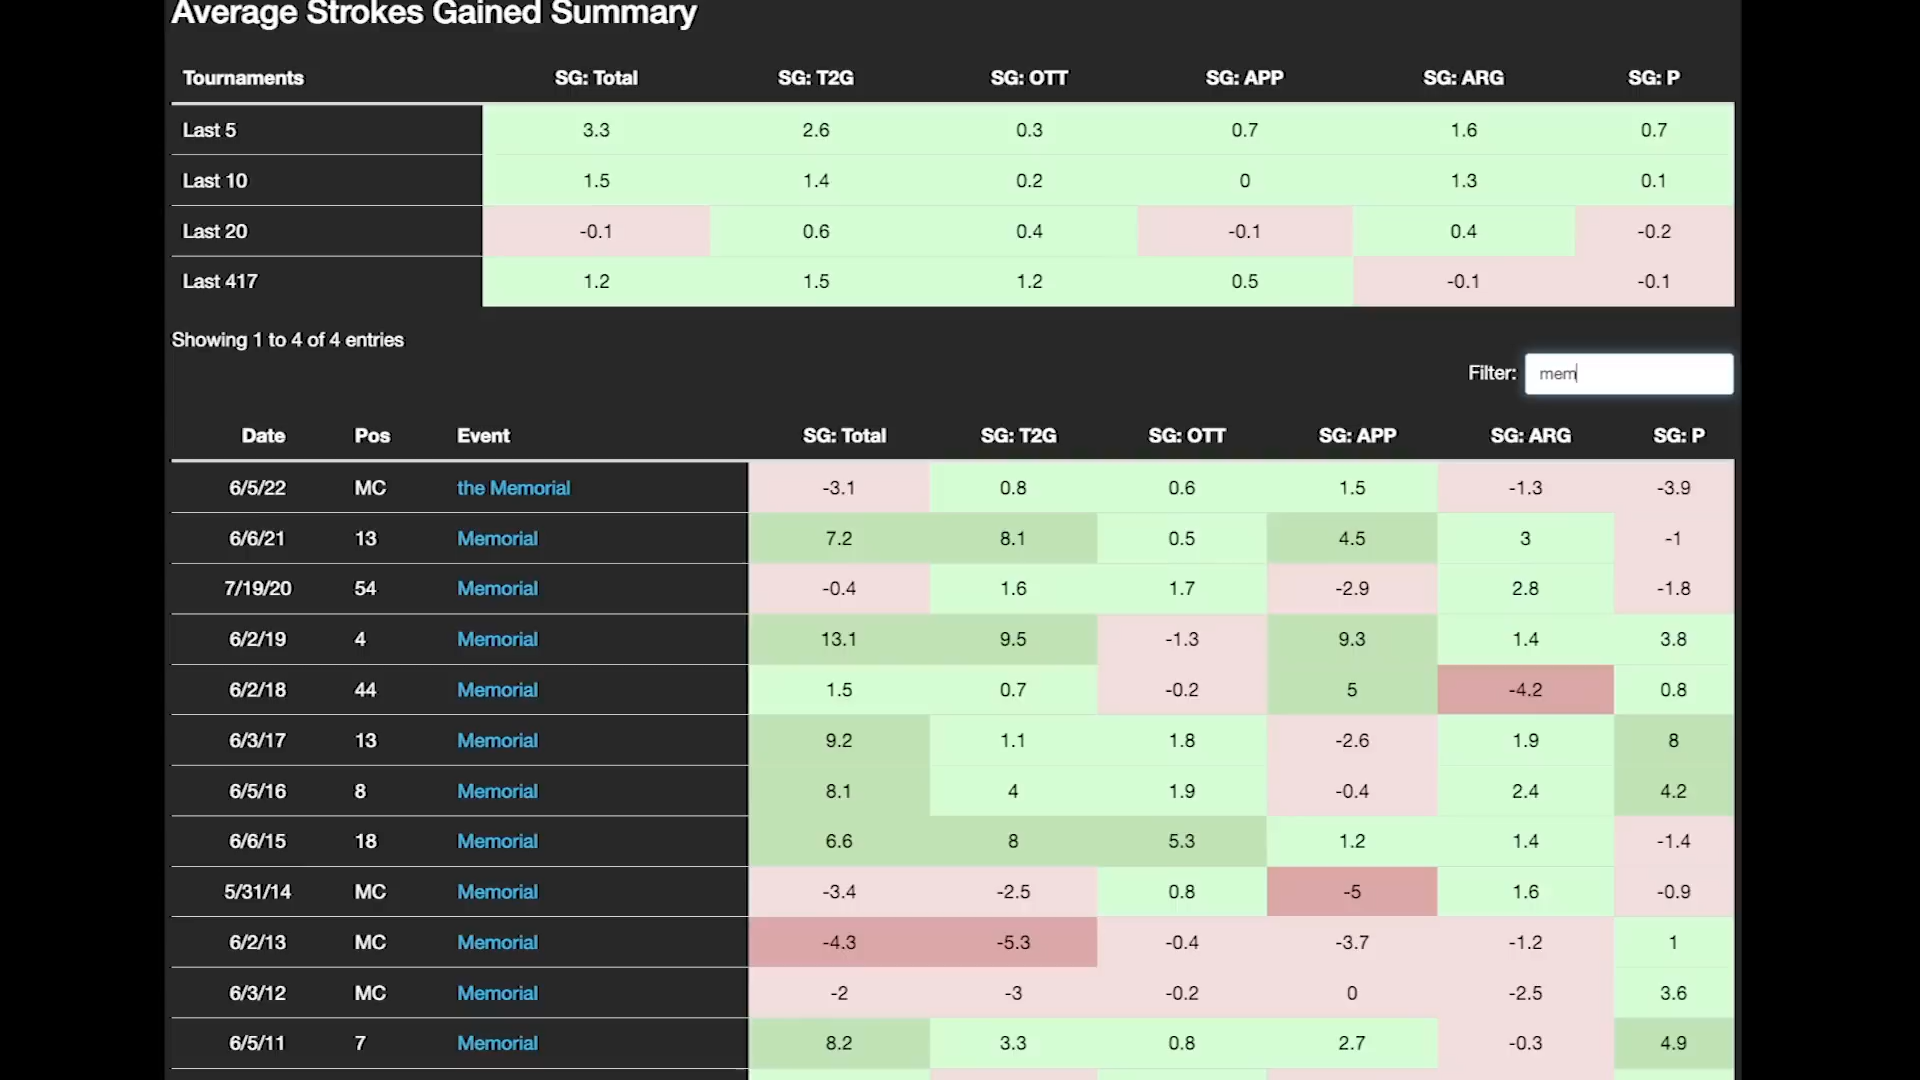 Average Strokes Gained Summary
Tournaments SG: Total SG: T2G SG: OTT SG: APP SG: ARG SG: P
Last 5 3.3 2.6 0.3 0.7 1.6 0.7
Last 10 1.5 1.4 0.2 0 1.3 0.1
Last 20 -0.1 0.6 0.4 -0.1 0.4 -0.2
Last 417 1.2 1.5 1.2 0.5 -0.1 -0.1
Showing 1 to 4 of 4 entries
Filter: mem
Date Pos Event SG: Total SG: T2G SG: OTT SG: APP SG: ARG SG: P
6/5/22 MC the Memorial -3.1 0.8 0.6 1.5 -1.3 -3.9
6/6/21 13 Memorial 7.2 8.1 0.5 4.5 3 -1
7/19/20 54 Memorial -0.4 1.6 1.7 -2.9 2.8 -1.8
6/2/19 4 Memorial 13.1 9.5 -1.3 9.3 1.4 3.8
6/2/18 44 Memorial 1.5 0.7 -0.2 5 -4.2 0.8
6/3/17 13 Memorial 9.2 1.1 1.8 -2.6 1.9 8
6/5/16 8 Memorial 8.1 4 1.9 -0.4 2.4 4.2
6/6/15 18 Memorial 6.6 8 5.3 1.2 1.4 -1.4
5/31/14 MC Memorial -3.4 -2.5 0.8 -5 1.6 -0.9
6/2/13 MC Memorial -4.3 -5.3 -0.4 -3.7 -1.2 1
6/3/12 MC Memorial -2 -3 -0.2 0 -2.5 3.6
6/5/11 7 Memorial 8.2 3.3 0.8 2.7 -0.3 4.9